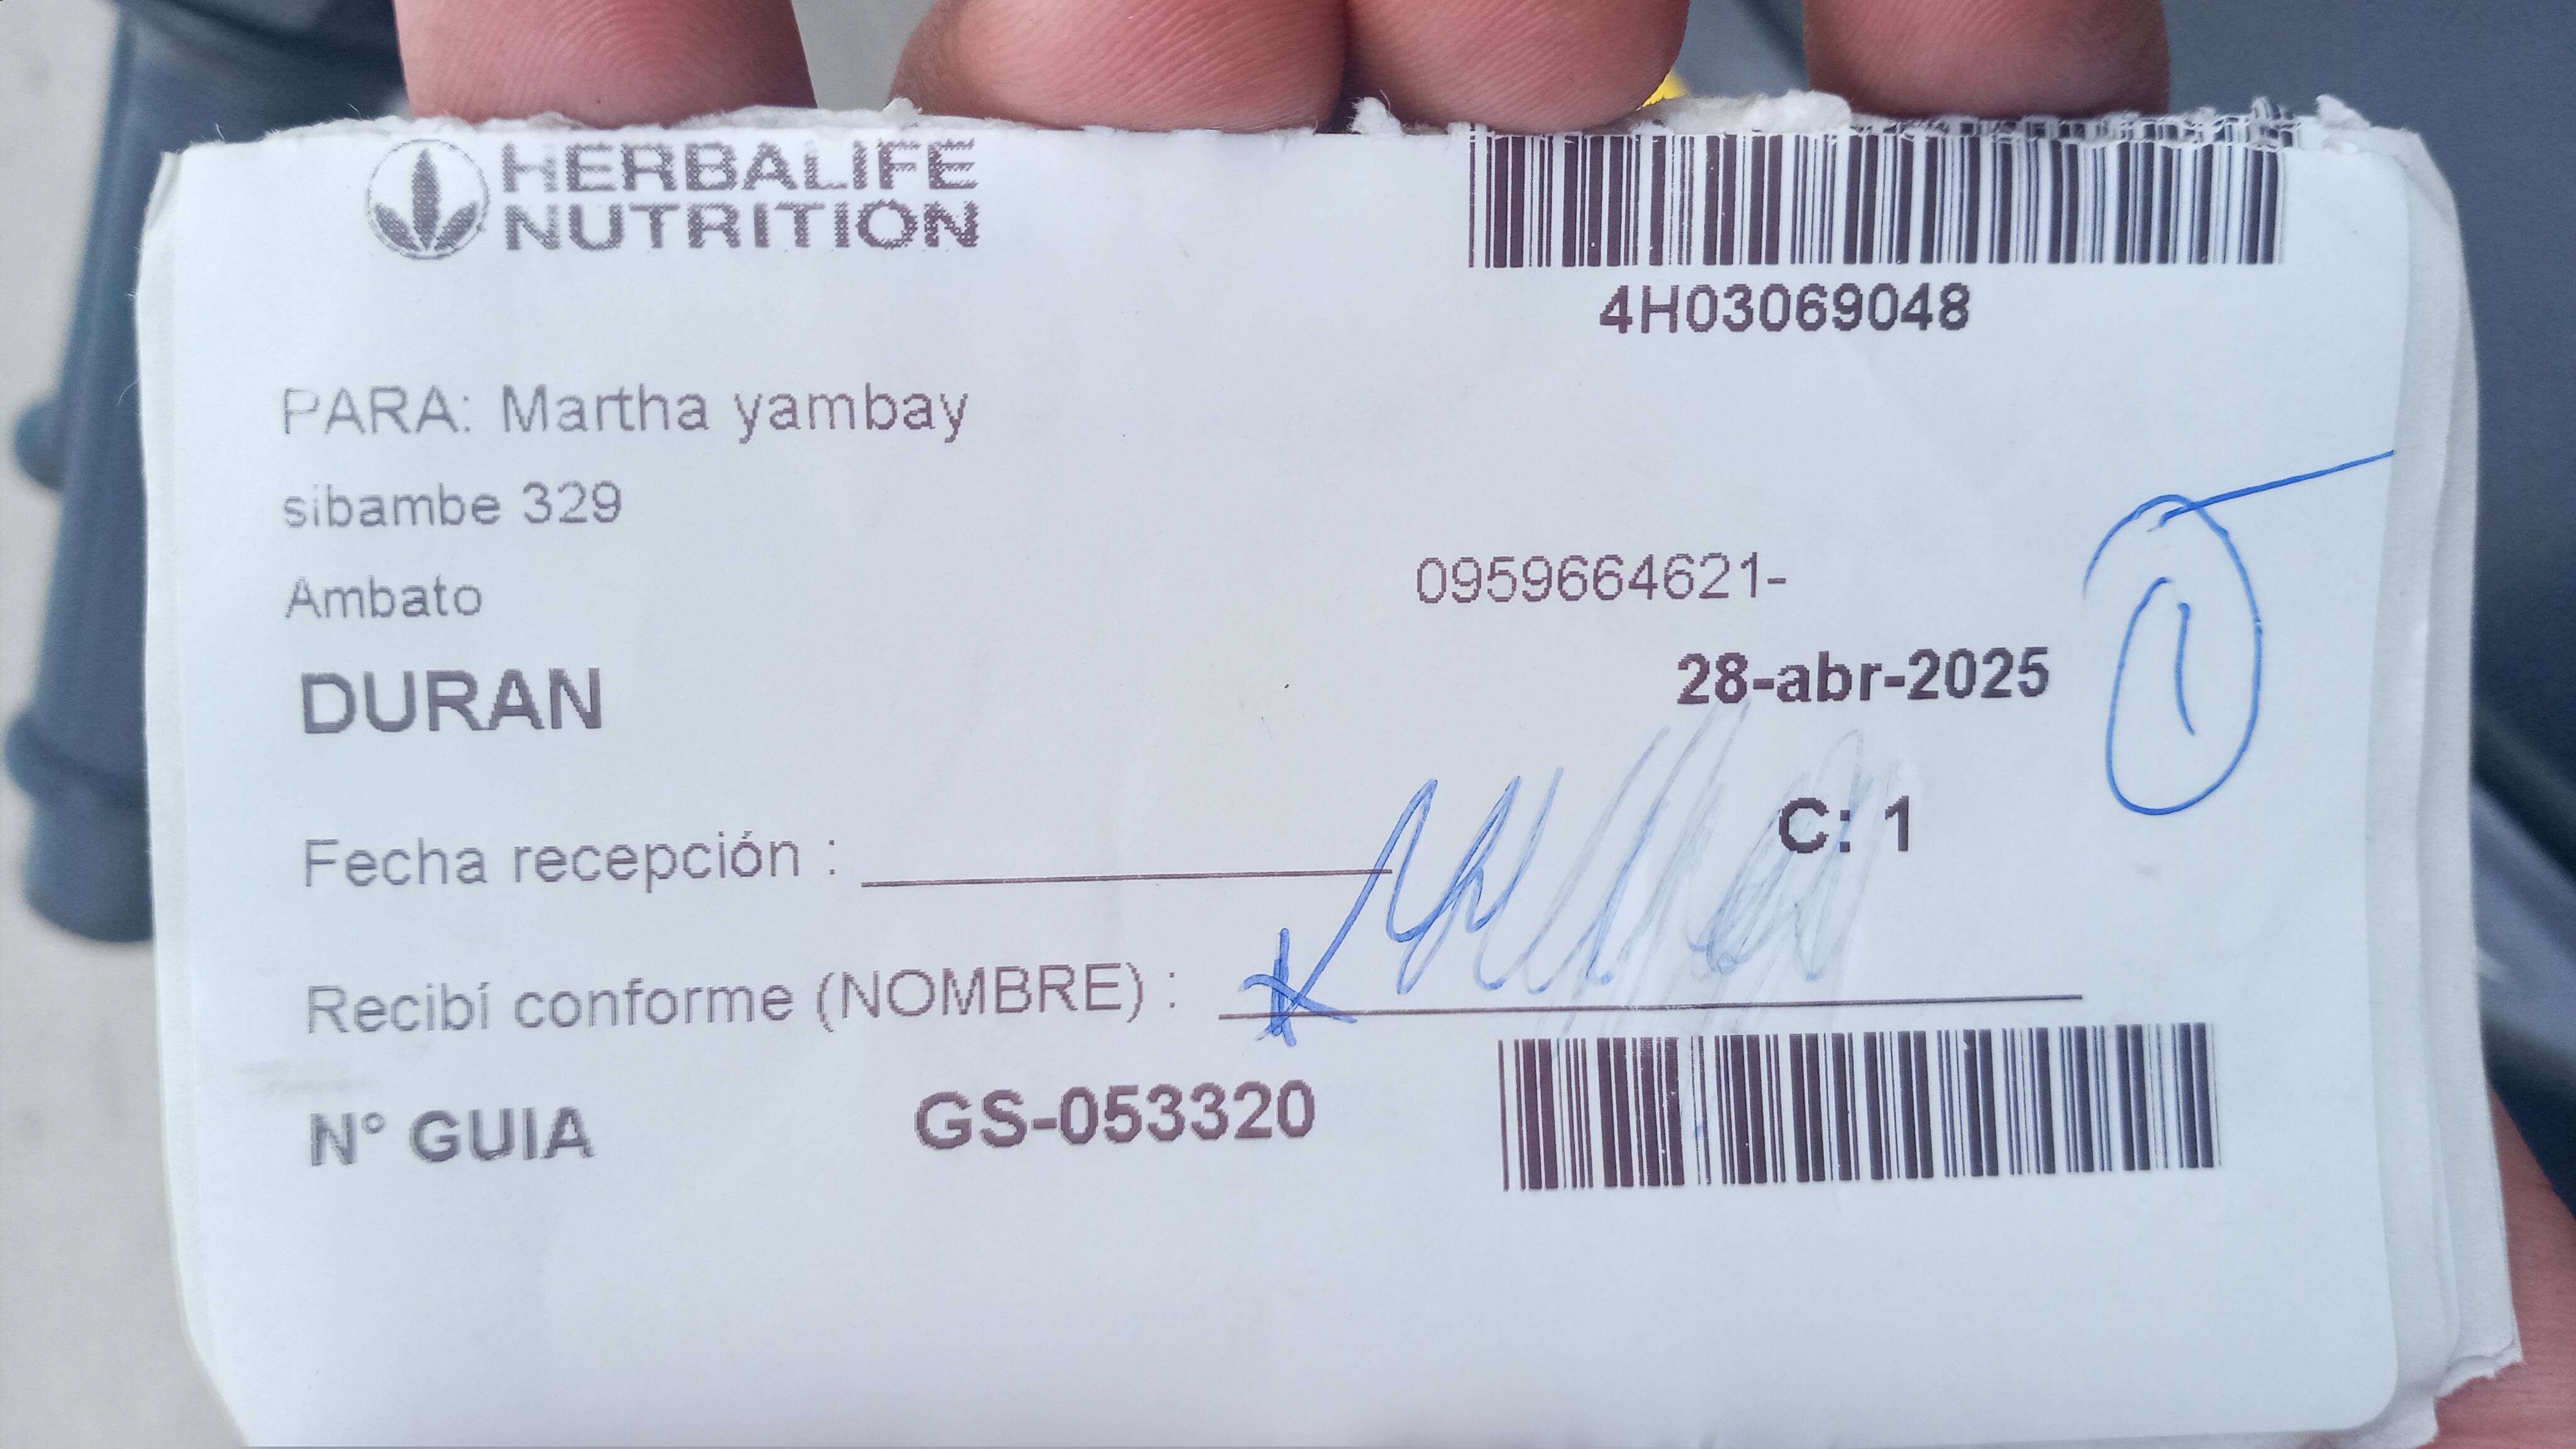 HERBALIFE
NUTRITION
4H03069048
PARA: Martha yambay
sibambe 329
Ambato
0959664621-
DURAN
28-abr-2025
1
C: 1
Fecha recepción :
Recibí conforme (NOMBRE) :
N° GUIA GS-053320